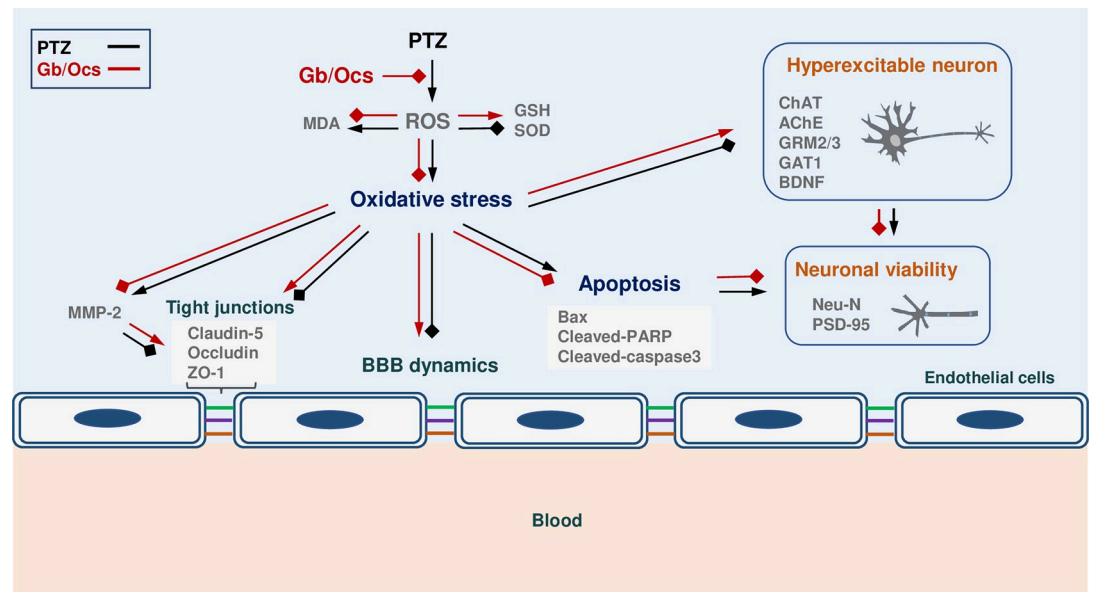 PTZ
Gb/Ocs
PTZ
Gb/Ocs
MDA
ROS
GSH
SOD
Oxidative stress
Hyperexcitable neuron
ChAT
AChE
GRM2/3
GAT1
BDNF
Neuronal viability
Neu-N
PSD-95
MMP-2
Tight junctions
Claudin-5
Occludin
ZO-1
BBB dynamics
Apoptosis
Bax
Cleaved-PARP
Cleaved-caspase3
Endothelial cells
Blood